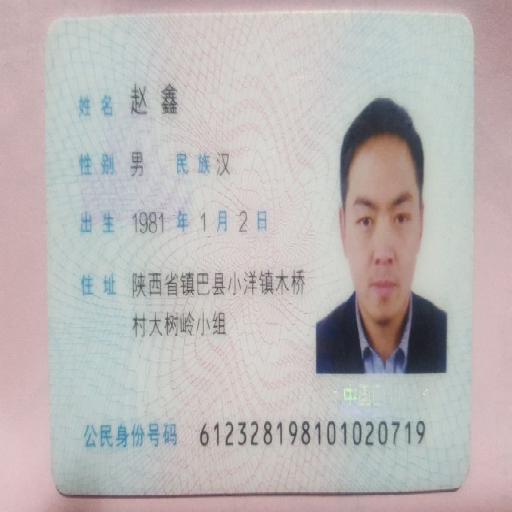 姓名 赵鑫
性别 男 民族 汉
出生 1981 年 1 月 2 日
住址 陕西省镇巴县小洋镇木桥
村大树岭小组
公民身份号码 612328198101020719